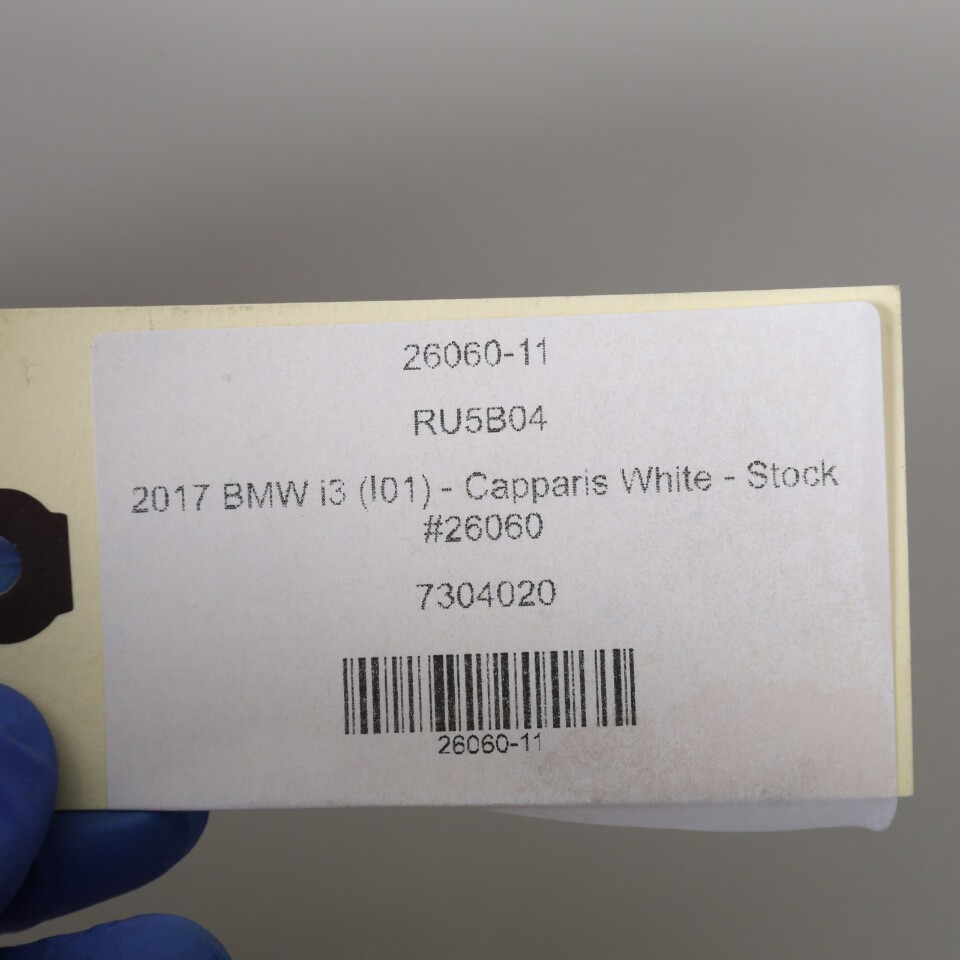 26060-11
RU5B04
2017 BMW i3 (I01) - Capparis White - Stock
#26060
7304020
26060-11